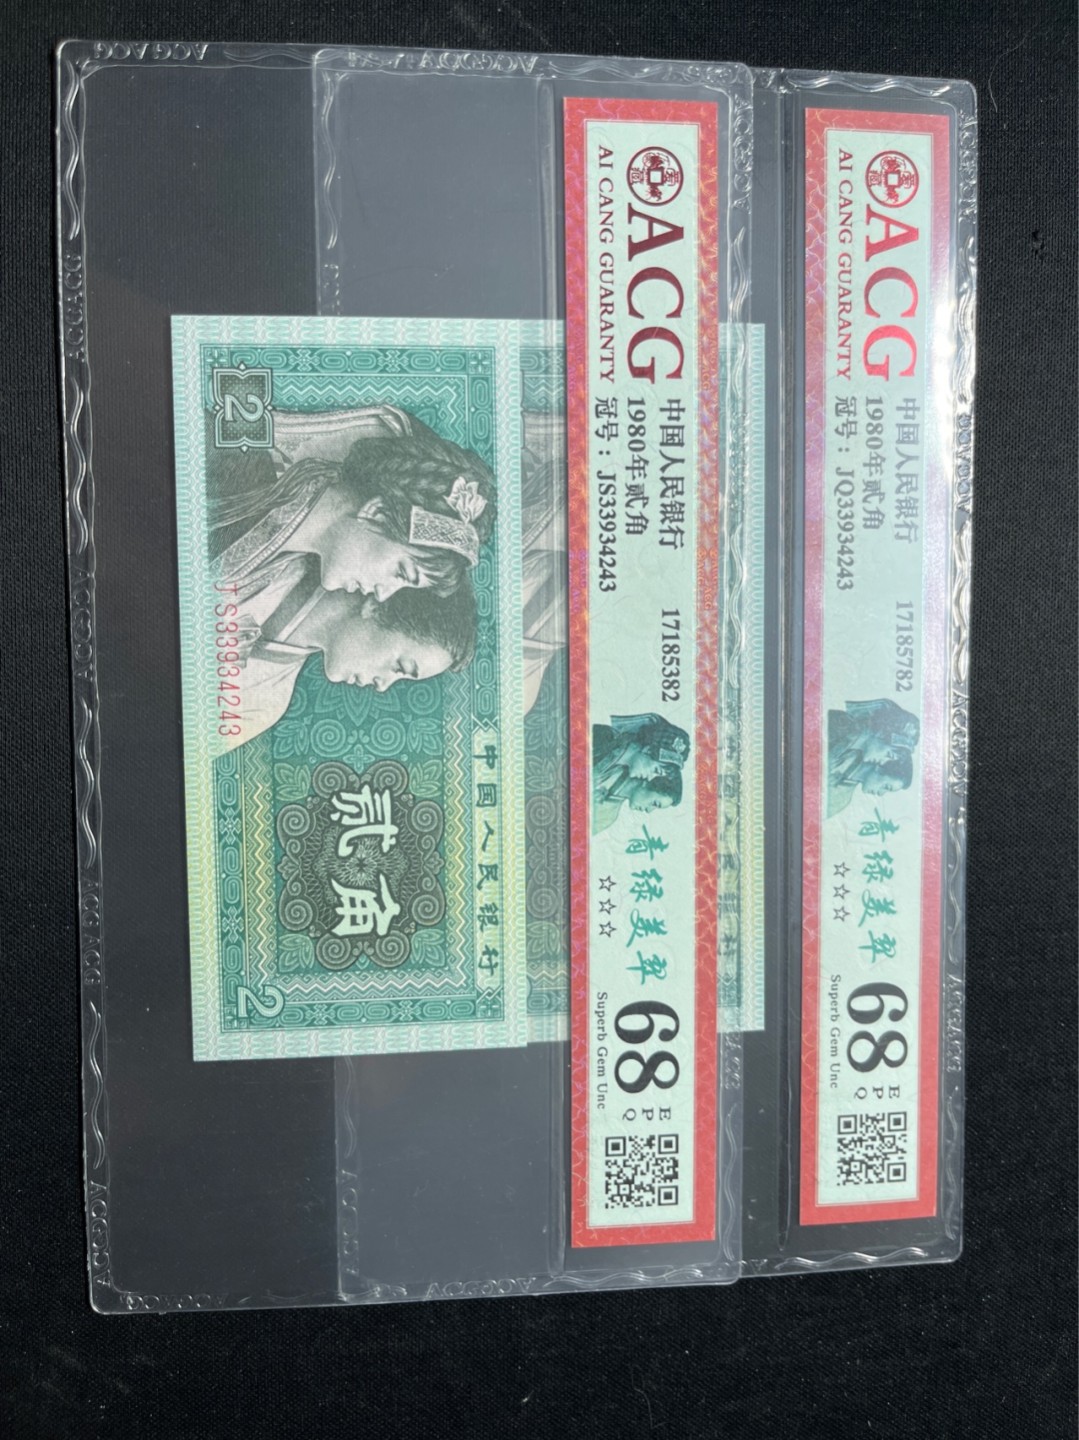 ACG
AI CANG GUARANTY
中国人民银行 17185782
1980年贰角
冠号：JQ33934243
青绿美翠
☆☆☆
68
EPQ
Superb Gem Unc
ACG
AI CANG GUARANTY
中国人民银行 17185382
1980年贰角
冠号：JS33934243
青绿美翠
☆☆☆
68
EPQ
Superb Gem Unc
中国人民银行
贰角
2
2
JS33934243